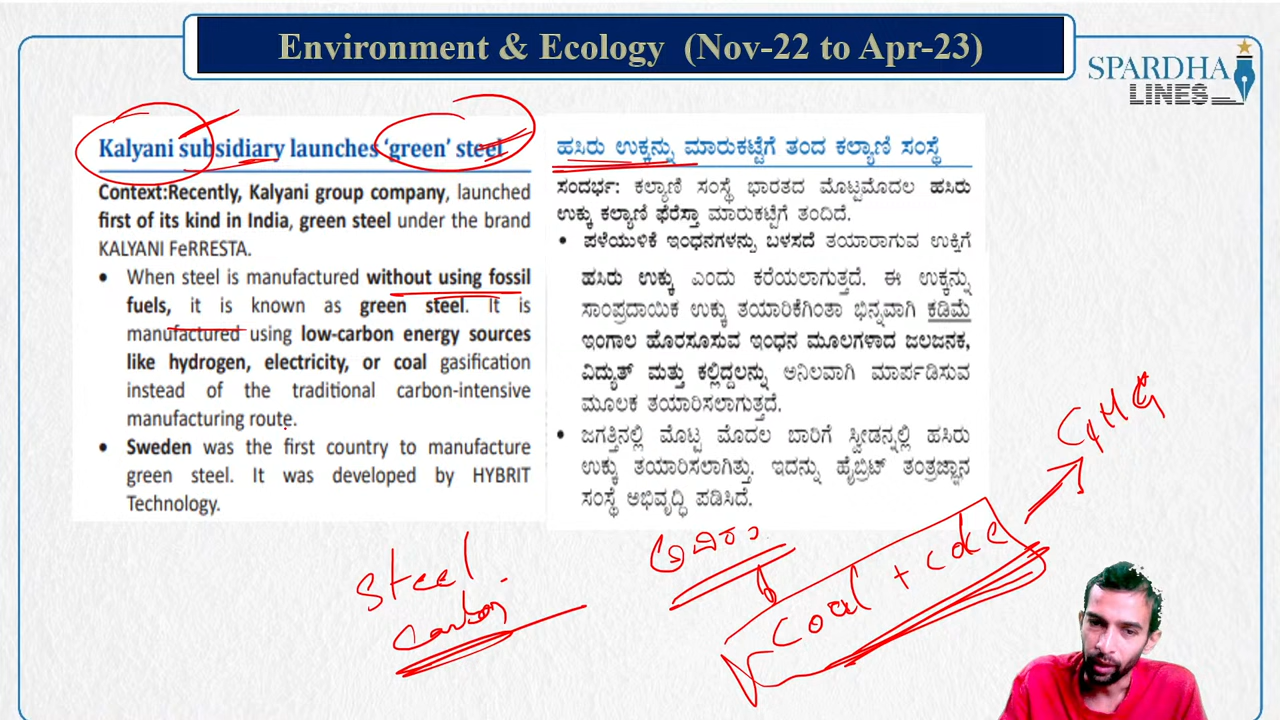 Environment & Ecology (Nov-22 to Apr-23)
SPARDHA
LINES
Kalyani subsidiary launches 'green' steel
Context:Recently, Kalyani group company, launched
first of its kind in India, green steel under the brand
KALYANI FeRRESTA.
• When steel is manufactured without using fossil
fuels, it is known as green steel. It is
manufactured using low-carbon energy sources
like hydrogen, electricity, or coal gasification
instead of the traditional carbon-intensive
manufacturing route.
• Sweden was the first country to manufacture
green steel. It was developed by HYBRIT
Technology.
ಹಸಿರು ಉಕ್ಕನ್ನು ಮಾರುಕಟ್ಟೆಗೆ ತಂದ ಕಲ್ಯಾಣಿ ಸಂಸ್ಥೆ
ಸಂದರ್ಭ: ಕಲ್ಯಾಣಿ ಸಂಸ್ಥೆ ಭಾರತದ ಮೊಟ್ಟಮೊದಲ ಹಸಿರು
ಉಕ್ಕು ಕಲ್ಯಾಣಿ ಫೆರೆಸ್ತಾ ಮಾರುಕಟ್ಟೆಗೆ ತಂದಿದೆ.
• ಪಳೆಯುಳಿಕೆ ಇಂಧನಗಳನ್ನು ಬಳಸದೆ ತಯಾರಾಗುವ ಉಕ್ಕಿಗೆ
ಹಸಿರು ಉಕ್ಕು ಎಂದು ಕರೆಯಲಾಗುತ್ತದೆ. ಈ ಉಕ್ಕನ್ನು
ಸಾಂಪ್ರದಾಯಿಕ ಉಕ್ಕು ತಯಾರಿಕೆಗಿಂತಾ ಭಿನ್ನವಾಗಿ ಕಡಿಮೆ
ಇಂಗಾಲ ಹೊರಸೂಸುವ ಇಂಧನ ಮೂಲಗಳಾದ ಜಲಜನಕ,
ವಿದ್ಯುತ್ ಮತ್ತು ಕಲ್ಲಿದ್ದಲನ್ನು ಅನಿಲವಾಗಿ ಮಾರ್ಪಡಿಸುವ
ಮೂಲಕ ತಯಾರಿಸಲಾಗುತ್ತದೆ.
• ಜಗತ್ತಿನಲ್ಲಿ ಮೊಟ್ಟ ಮೊದಲ ಬಾರಿಗೆ ಸ್ವೀಡನ್ನಲ್ಲಿ ಹಸಿರು
ಉಕ್ಕು ತಯಾರಿಸಲಾಗಿತ್ತು. ಇದನ್ನು ಹೈಬ್ರಿಟ್ ತಂತ್ರಜ್ಞಾನ
ಸಂಸ್ಥೆ ಅಭಿವೃದ್ಧಿ ಪಡಿಸಿದೆ.
GHG
Steel
Carbon
Coal + coke